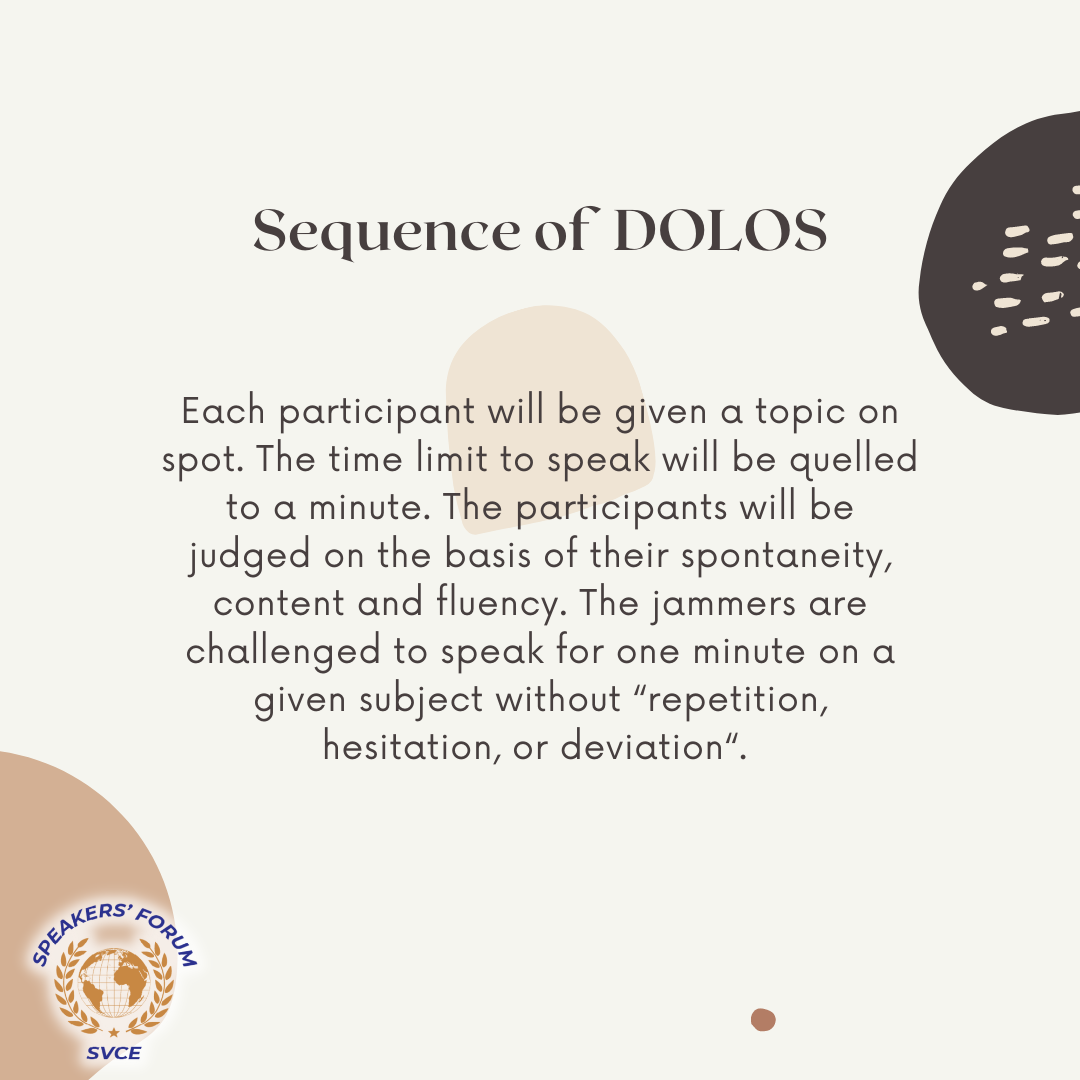 Sequence of DOLOS
Each participant will be given a topic on
spot. The time limit to speak will be quelled
to a minute. The participants will be
judged on the basis of their spontaneity,
content and fluency. The jammers are
challenged to speak for one minute on a
given subject without “repetition,
hesitation, or deviation“.
SPEAKERS’ FORUM
SVCE